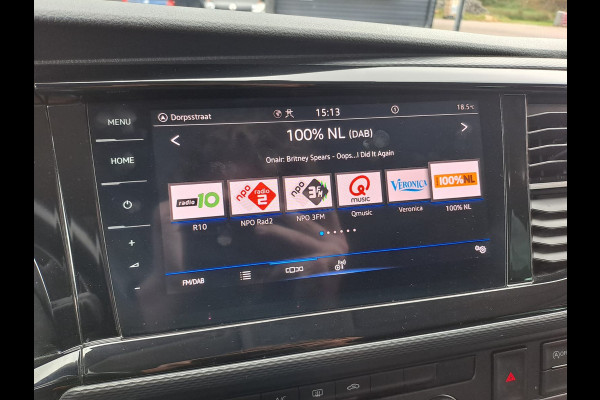 Dorpsstraat 15:13 18.5°C
MENU
100% NL (DAB)
Onair: Britney Spears - Oops...I Did It Again
HOME
radio 10
npo radio 2
npo 3FM
Q music
VERONICA
100%NL
R10
NPO Rad2
NPO 3FM
Qmusic
Veronica
100% NL
+
-
FM/DAB
A/C